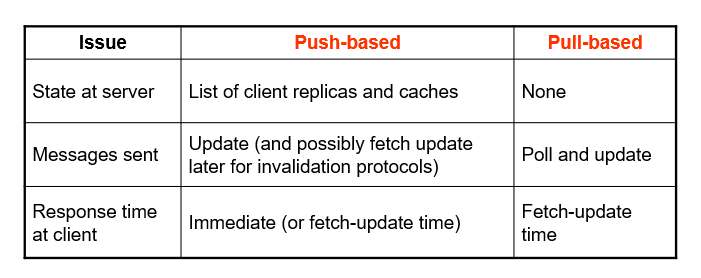 Issue
Push-based
Pull-based
State at server
List of client replicas and caches
None
Messages sent
Update (and possibly fetch update
later for invalidation protocols)
Poll and update
Response time
at client
Immediate (or fetch-update time)
Fetch-update
time